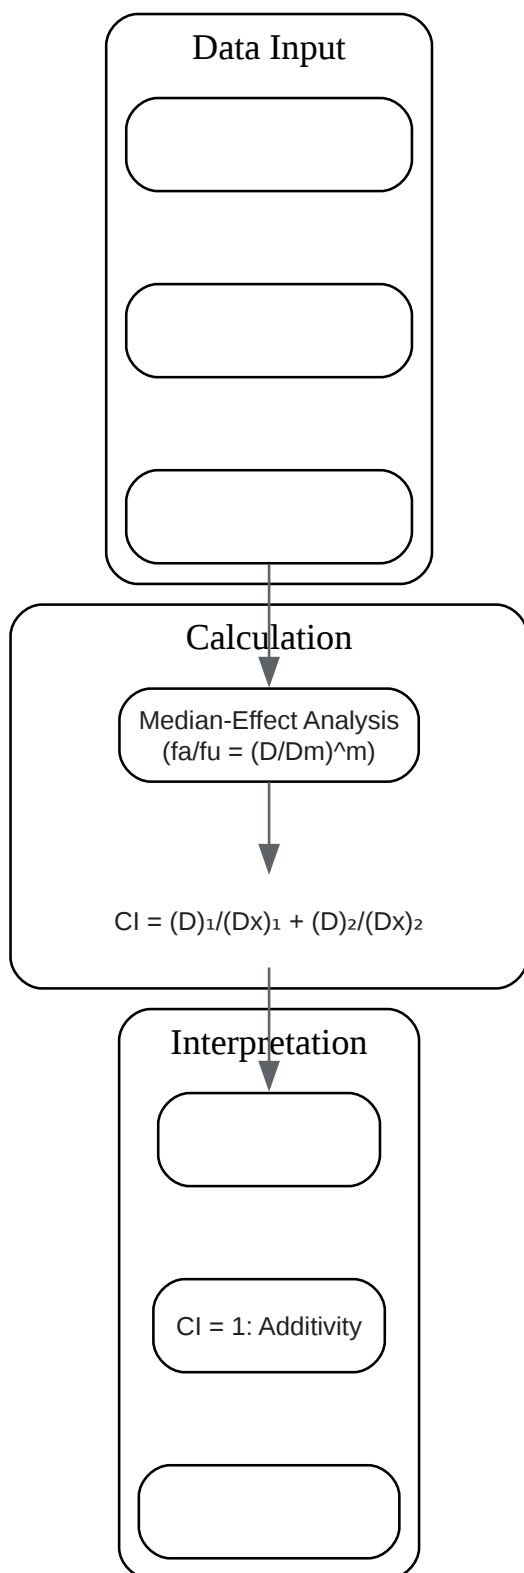 Data Input
Calculation
Median-Effect Analysis
(fa/fu = (D/Dm)^m)
CI = (D)₁/(Dx)₁ + (D)₂/(Dx)₂
Interpretation
CI = 1: Additivity